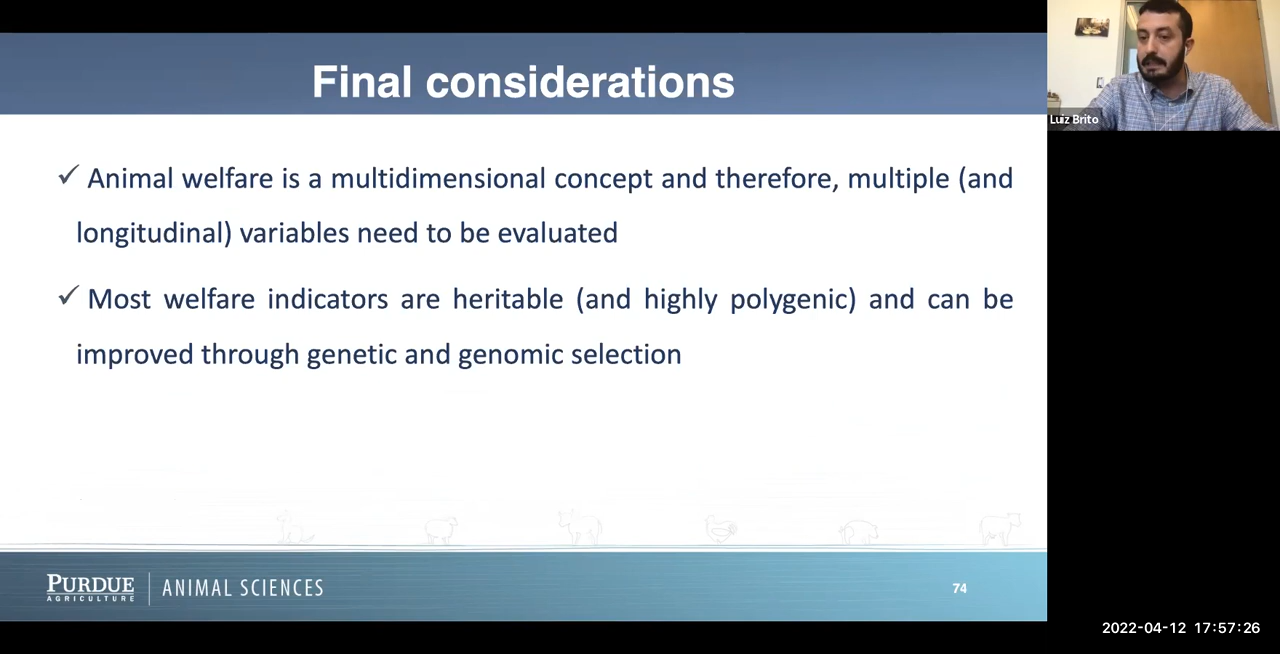 Final considerations
Luiz Brito
✓ Animal welfare is a multidimensional concept and therefore, multiple (and
longitudinal) variables need to be evaluated
✓ Most welfare indicators are heritable (and highly polygenic) and can be
improved through genetic and genomic selection
PURDUE
AGRICULTURE
ANIMAL SCIENCES
74
2022-04-12 17:57:26